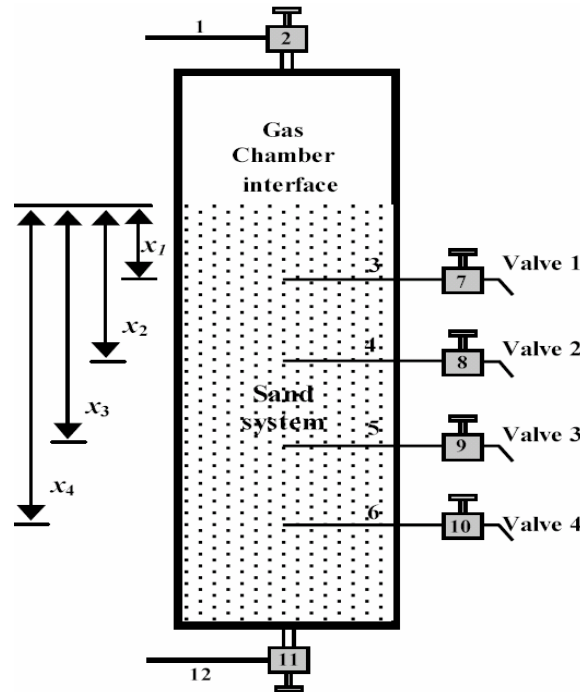 1
2
Gas
Chamber
interface
x1
3
7
Valve 1
x2
4
8
Valve 2
Sand
system
x3
5
9
Valve 3
x4
6
10
Valve 4
11
12